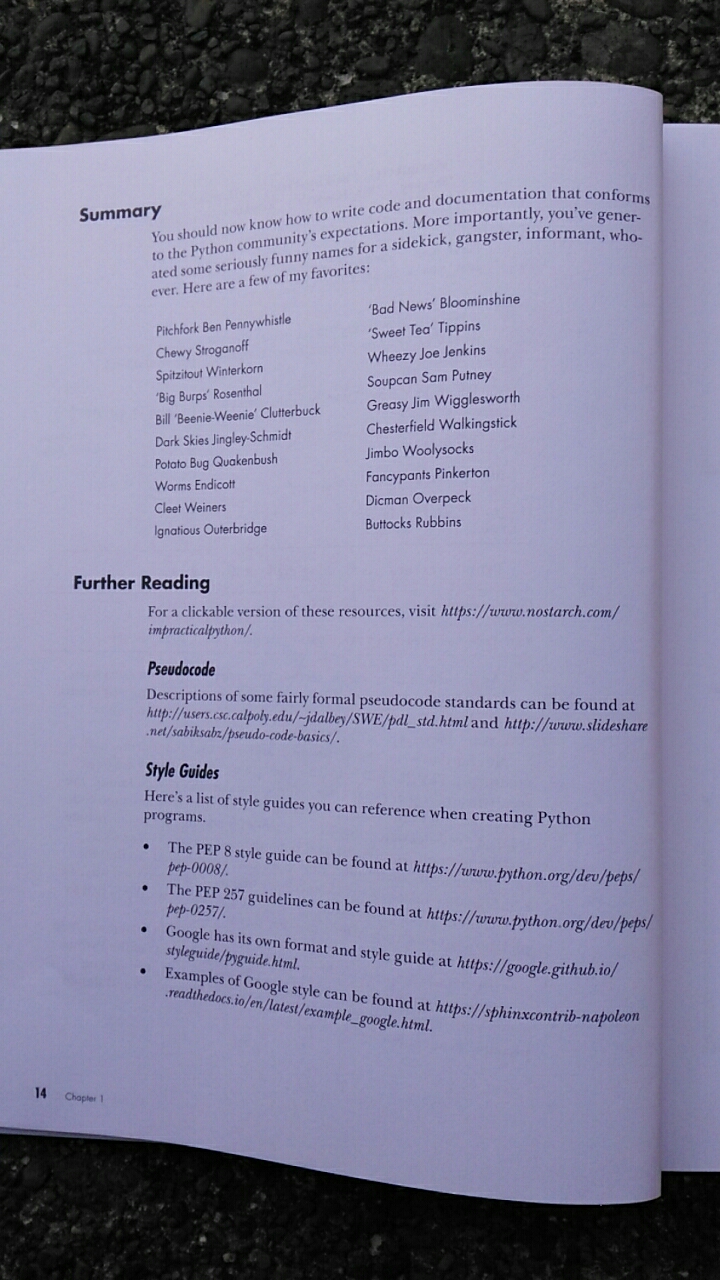 Summary
You should now know how to write code and documentation that conforms
to the Python community's expectations. More importantly, you've gener-
ated some seriously funny names for a sidekick, gangster, informant, who-
ever. Here are a few of my favorites:
Pitchfork Ben Pennywhistle
Chewy Stroganoff
Spitzitout Winterkorn
'Big Burps' Rosenthal
Bill 'Beenie-Weenie' Clutterbuck
Dark Skies Jingley-Schmidt
Potato Bug Quakenbush
Worms Endicott
Cleet Weiners
Ignatious Outerbridge
'Bad News' Bloominshine
'Sweet Tea' Tippins
Wheezy Joe Jenkins
Soupcan Sam Putney
Greasy Jim Wigglesworth
Chesterfield Walkingstick
Jimbo Woolysocks
Fancypants Pinkerton
Dicman Overpeck
Buttocks Rubbins
Further Reading
For a clickable version of these resources, visit https://www.nostarch.com/
impracticalpython/.
Pseudocode
Descriptions of some fairly formal pseudocode standards can be found at
http://users.csc.calpoly.edu/~jdalbey/SWE/pdl_std.html and http://www.slideshare
.net/sabiksabz/pseudo-code-basics/.
Style Guides
Here's a list of style guides you can reference when creating Python
programs.
• The PEP 8 style guide can be found at https://www.python.org/dev/peps/
pep-0008/.
• The PEP 257 guidelines can be found at https://www.python.org/dev/peps/
pep-0257/.
• Google has its own format and style guide at https://google.github.io/
styleguide/pyguide.html.
• Examples of Google style can be found at https://sphinxcontrib-napoleon
.readthedocs.io/en/latest/example_google.html.
14 Chapter 1